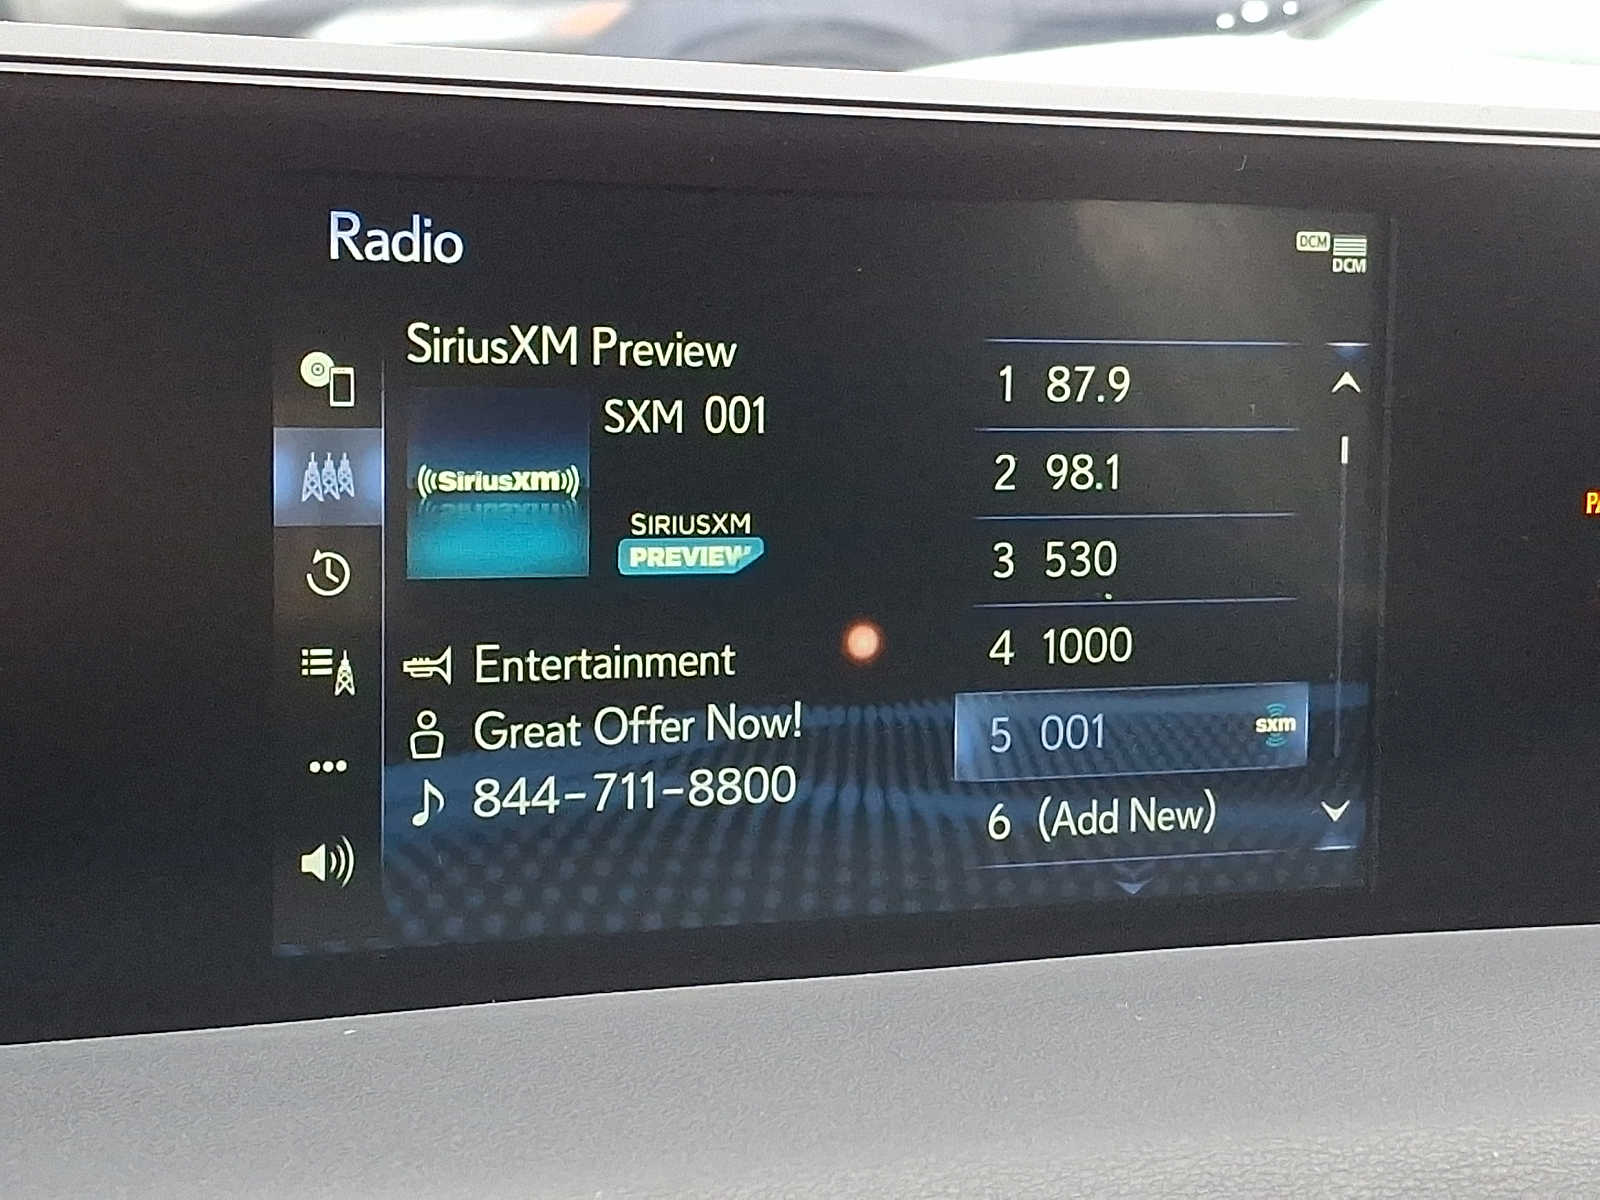 Radio
DCM
DCM
SiriusXM Preview
SXM 001
SiriusXM
SIRIUSXM
PREVIEW
Entertainment
Great Offer Now!
844-711-8800
1 87.9
2 98.1
3 530
4 1000
5 001 sxm
6 (Add New)